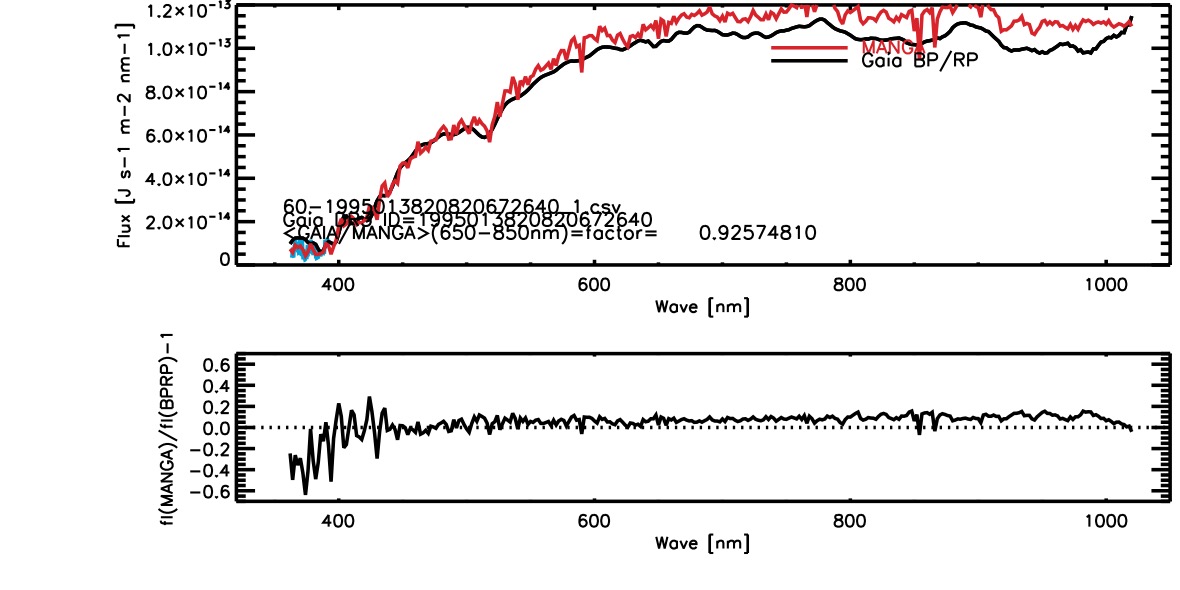 1.2×10−13
1.0×10−13
8.0×10−14
6.0×10−14
4.0×10−14
2.0×10−14
0
Flux [J s−1 m−2 nm−1]
MANGA
Gaia BP/RP
60−1995013820820672640_1.csv
Gaia ID=1995013820820672640
<GAIA/MANGA>(650−850nm)=factor= 0.92574810
400 600 800 1000
Wave [nm]
0.6
0.4
0.2
0.0
−0.2
−0.4
−0.6
fl(MANGA)/fl(BPRP)−1
400 600 800 1000
Wave [nm]